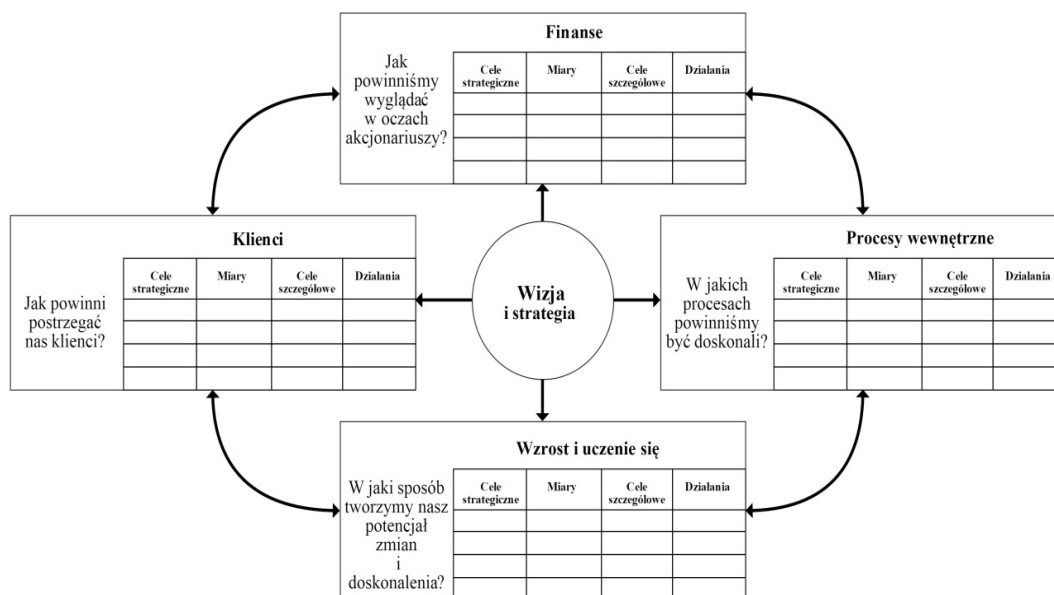 Finanse
Jak
powinniśmy
wyglądać
w oczach
akcjonariuszy?
Cele
strategiczne
Miary
Cele
szczegółowe
Działania
Klienci
Jak powinni
postrzegać
nas klienci?
Cele
strategiczne
Miary
Cele
szczegółowe
Działania
Wizja
i strategia
Procesy wewnętrzne
W jakich
procesach
powinniśmy
być doskonali?
Cele
strategiczne
Miary
Cele
szczegółowe
Działania
Wzrost i uczenie się
W jaki sposób
tworzymy nasz
potencjał
zmian
i
doskonalenia?
Cele
strategiczne
Miary
Cele
szczegółowe
Działania